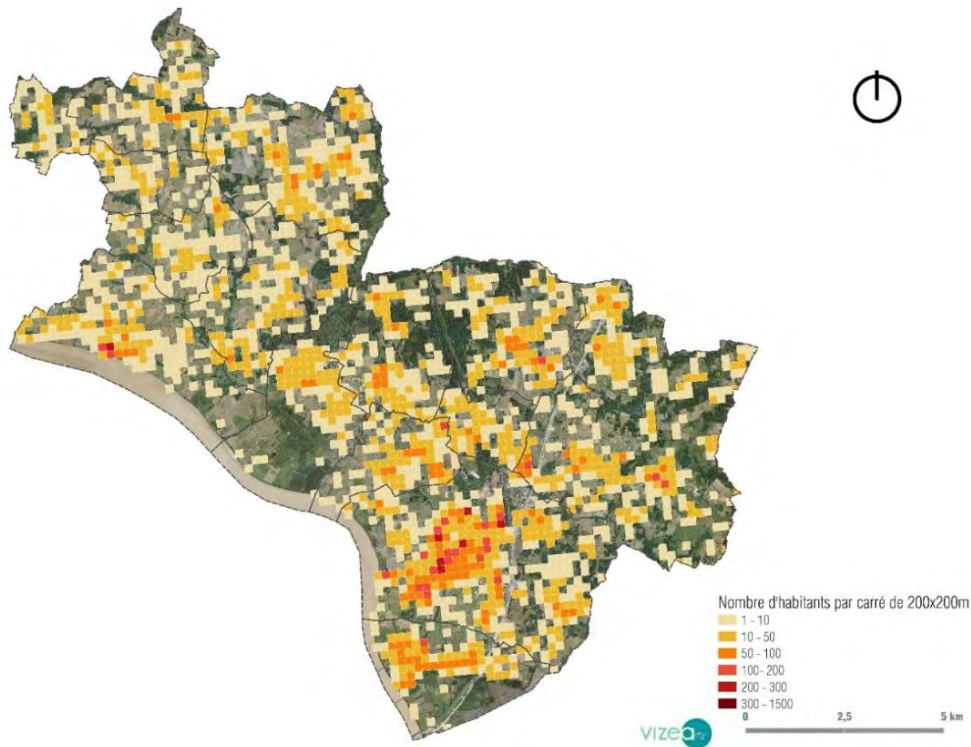 Nombre d'habitants par carré de 200x200m
1 - 10
10 - 50
50 - 100
100- 200
200 - 300
300 - 1500
0 2,5 5 km
vizea